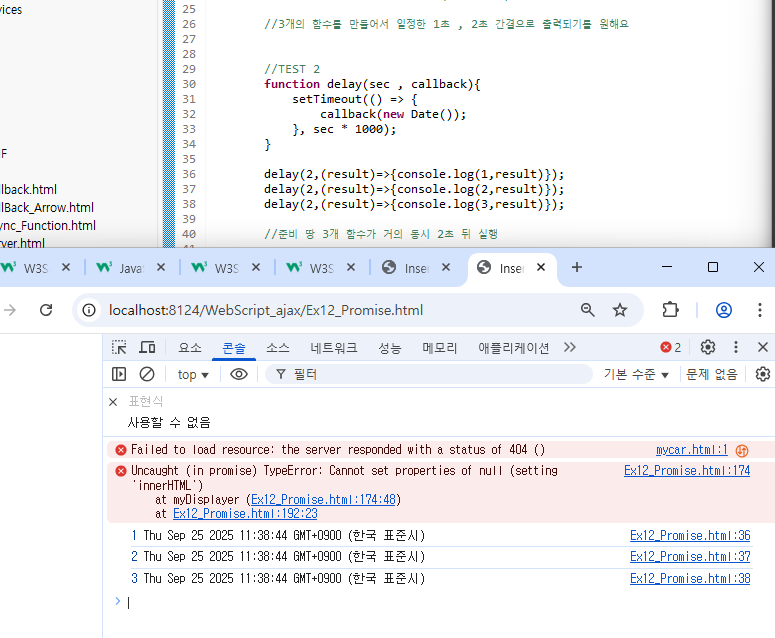 vices
25
26 //3개의 함수를 만들어서 일정한 1초 , 2초 간결으로 출력되기를 원해요
27
28
29 //TEST 2
30 function delay(sec , callback){
31 setTimeout(() => {
32 callback(new Date());
33 }, sec * 1000);
34 }
35
36 delay(2,(result)=>{console.log(1,result)});
37 delay(2,(result)=>{console.log(2,result)});
38 delay(2,(result)=>{console.log(3,result)});
39
40 //준비 땅 3개 함수가 거의 동시 2초 뒤 실행
F
llback.html
llBack_Arrow.html
ync_Function.html
rver.html
W3S
Java
W3S
W3S
Inse
Inser
localhost:8124/WebScript_ajax/Ex12_Promise.html
요소 콘솔 소스 네트워크 성능 메모리 애플리케이션 2
top 필터 기본 수준 문제 없음
표현식
사용할 수 없음
Failed to load resource: the server responded with a status of 404 () mycar.html:1
Uncaught (in promise) TypeError: Cannot set properties of null (setting Ex12_Promise.html:174
'innerHTML')
at myDisplayer (Ex12_Promise.html:174:48)
at Ex12_Promise.html:192:23
1 Thu Sep 25 2025 11:38:44 GMT+0900 (한국 표준시) Ex12_Promise.html:36
2 Thu Sep 25 2025 11:38:44 GMT+0900 (한국 표준시) Ex12_Promise.html:37
3 Thu Sep 25 2025 11:38:44 GMT+0900 (한국 표준시) Ex12_Promise.html:38